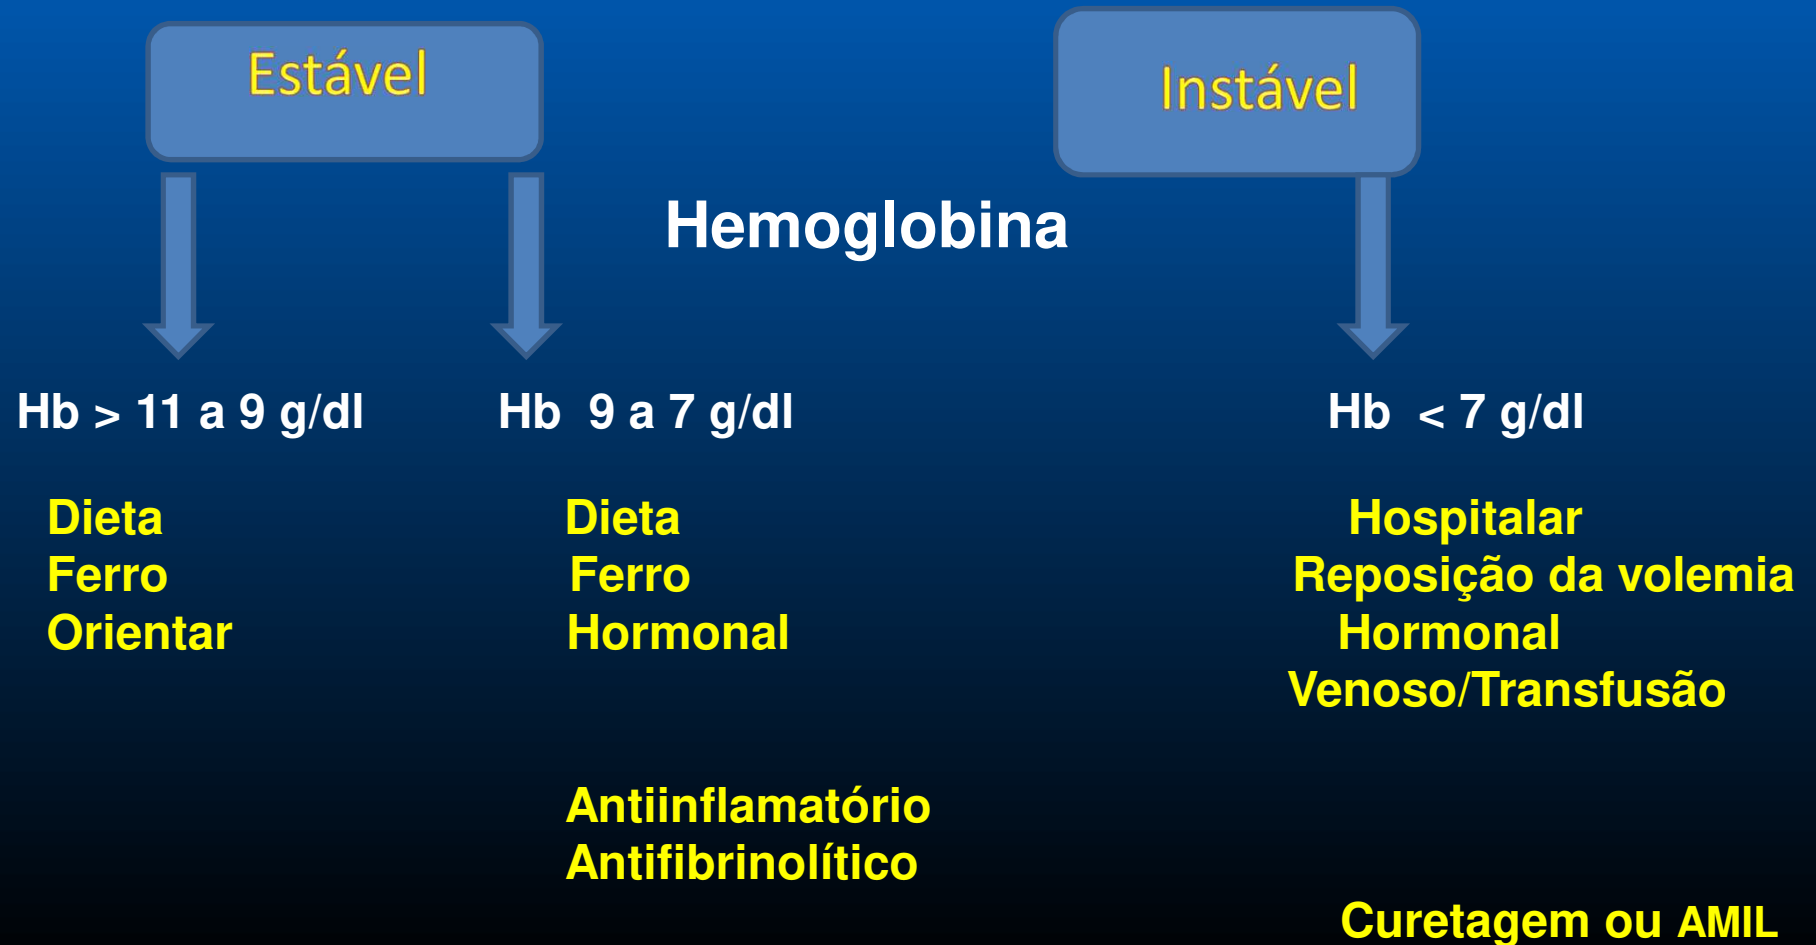 Estável
Instável
Hemoglobina
Hb > 11 a 9 g/dl
Hb 9 a 7 g/dl
Hb < 7 g/dl
Dieta
Ferro
Orientar
Dieta
Ferro
Hormonal
Antiinflamatório
Antifibrinolítico
Hospitalar
Reposição da volemia
Hormonal
Venoso/Transfusão
Curetagem ou AMIL